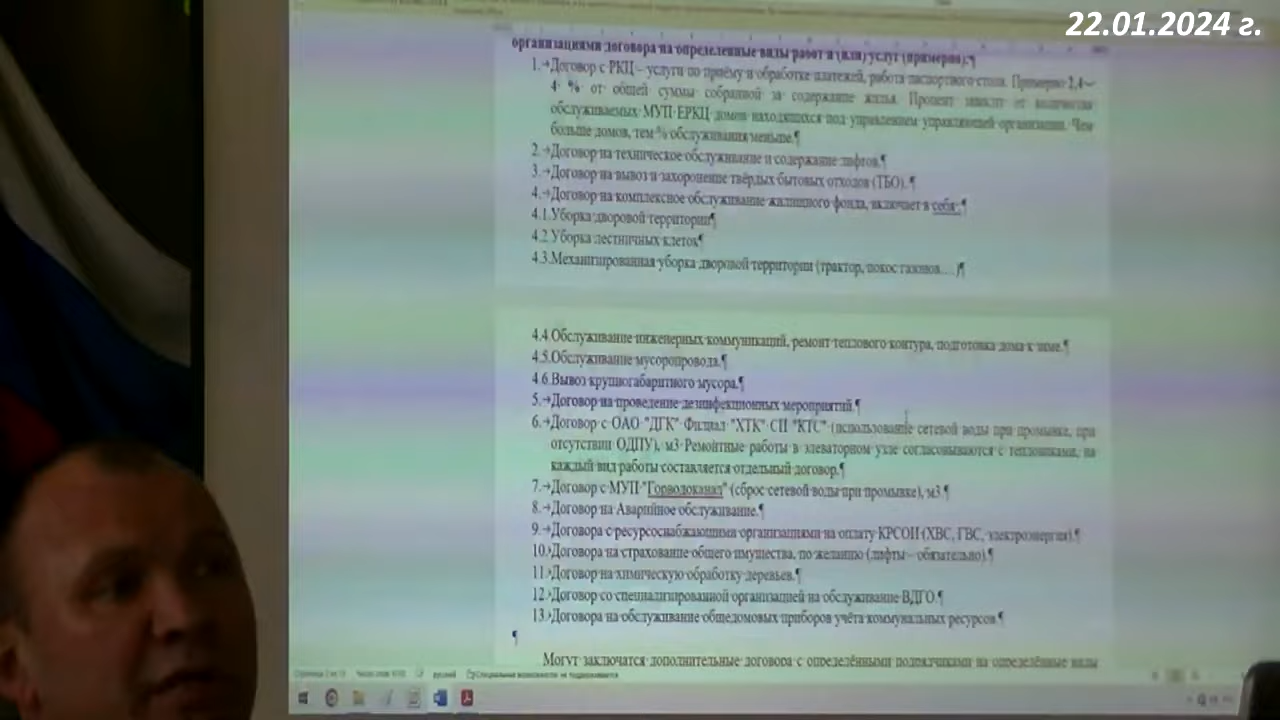 22.01.2024 г.
организациями договора на определенные виды работ и (или) услуг (примеров).¶
1.→Договор с РКЦ – услуги по приёму и обработке платежей, работа паспортного стола. Примерно 2,4–
4 % от общей суммы собранной за содержание жилья. Процент зависит от количества
обслуживаемых МУП ЕРКЦ домов находящихся под управлением управляющей организации. Чем
больше домов, тем % обслуживания меньше.¶
2.→Договор на техническое обслуживание и содержание лифтов.¶
3.→Договор на вывоз и захоронение твёрдых бытовых отходов (ТБО).¶
4.→Договор на комплексное обслуживание жилищного фонда, включает в себя:¶
4.1.Уборка дворовой территории¶
4.2.Уборка лестничных клеток¶
4.3.Механизированная уборка дворовой территории (трактор, покос газонов…)¶
4.4.Обслуживание инженерных коммуникаций, ремонт теплового контура, подготовка дома к зиме.¶
4.5.Обслуживание мусоропровода.¶
4.6.Вывоз крупногабаритного мусора.¶
5.→Договор на проведение дезинфекционных мероприятий.¶
6.→Договор с ОАО "ДГК" Филиал "ХТК" СП "КТС" (использование сетевой воды при промывке, при
отсутствии ОДПУ), м3 Ремонтные работы в элеваторном узле согласовываются с тепловиками, на
каждый вид работы составляется отдельный договор.¶
7.→Договор с МУП "Горводоканал" (сброс сетевой воды при промывке), м3.¶
8.→Договор на Аварийное обслуживание.¶
9.→Договора с ресурсоснабжающими организациями на оплату КРСОИ (ХВС, ГВС, электроэнергия).¶
10.Договора на страхование общего имущества, по желанию (лифты – обязательно).¶
11.Договор на химическую обработку деревьев.¶
12.Договор со специализированной организацией на обслуживание ВДГО.¶
13.Договора на обслуживание общедомовых приборов учёта коммунальных ресурсов.¶
¶
Могут заключатся дополнительные договора с определёнными подрядчиками на определённые виды
русский Специальные возможности: не поддерживается